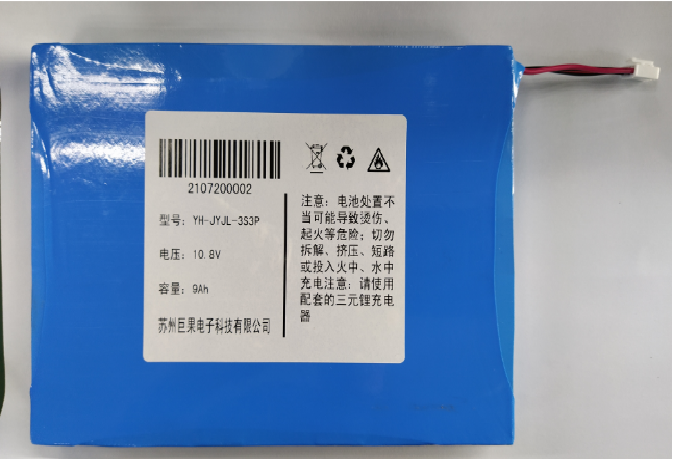 2107200002
型号: YH-JYJL-3S3P
电压: 10.8V
容量: 9Ah
苏州巨果电子科技有限公司
注意: 电池处置不
当可能导致烫伤、
起火等危险; 切勿
拆解、挤压、短路
或投入火中、水中
充电注意: 请使用
配套的三元锂充电
器